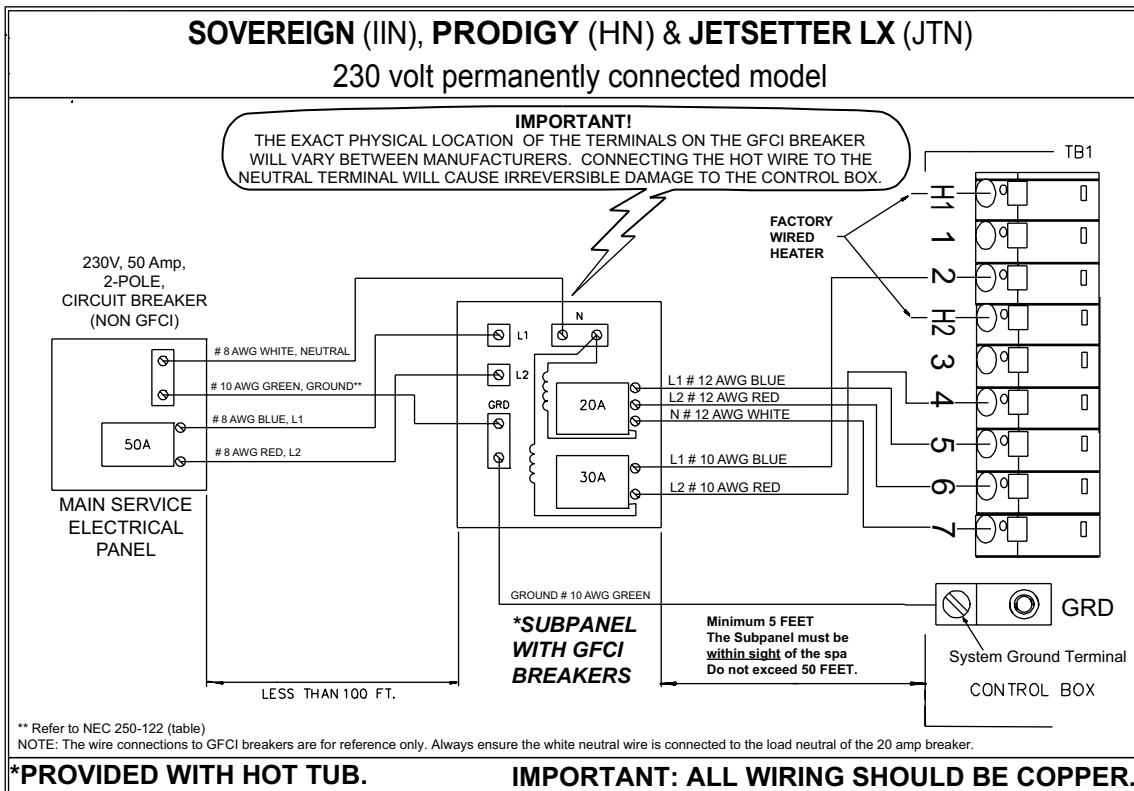 SOVEREIGN (IIN), PRODIGY (HN) & JETSETTER LX (JTN)
230 volt permanently connected model
IMPORTANT!
THE EXACT PHYSICAL LOCATION OF THE TERMINALS ON THE GFCI BREAKER
WILL VARY BETWEEN MANUFACTURERS. CONNECTING THE HOT WIRE TO THE
NEUTRAL TERMINAL WILL CAUSE IRREVERSIBLE DAMAGE TO THE CONTROL BOX.
230V, 50 Amp,
2-POLE,
CIRCUIT BREAKER
(NON GFCI)
# 8 AWG WHITE, NEUTRAL
# 10 AWG GREEN, GROUND**
# 8 AWG BLUE, L1
# 8 AWG RED, L2
50A
MAIN SERVICE
ELECTRICAL
PANEL
N
L1
L2
GRD
20A
30A
L1 # 12 AWG BLUE
L2 # 12 AWG RED
N # 12 AWG WHITE
L1 # 10 AWG BLUE
L2 # 10 AWG RED
FACTORY
WIRED
HEATER
TB1
H1
1
2
H2
3
4
5
6
7
GROUND # 10 AWG GREEN
*SUBPANEL
WITH GFCI
BREAKERS
Minimum 5 FEET
The Subpanel must be
within sight of the spa
Do not exceed 50 FEET.
GRD
System Ground Terminal
CONTROL BOX
LESS THAN 100 FT.
** Refer to NEC 250-122 (table)
NOTE: The wire connections to GFCI breakers are for reference only. Always ensure the white neutral wire is connected to the load neutral of the 20 amp breaker.
*PROVIDED WITH HOT TUB.
IMPORTANT: ALL WIRING SHOULD BE COPPER.